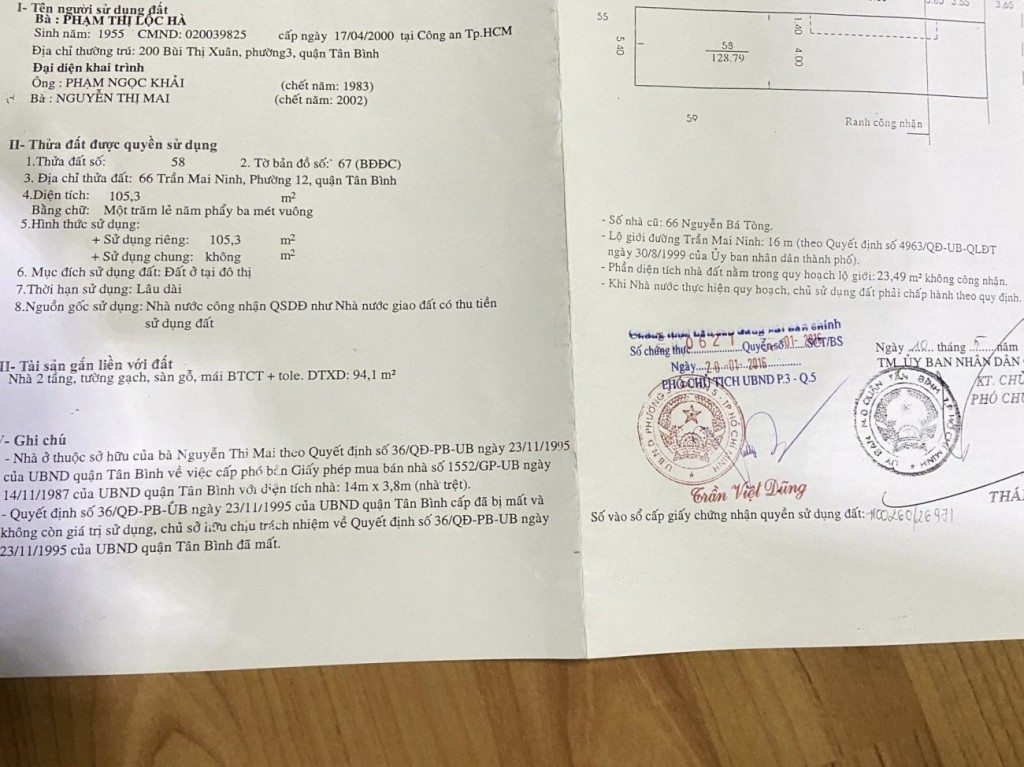 I- Tên người sử dụng đất
Bà : PHẠM THỊ LỘC HÀ
Sinh năm: 1955 CMND: 020039825 cấp ngày 17/04/2000 tại Công an Tp.HCM
Địa chỉ thường trú: 200 Bùi Thị Xuân, phường3, quận Tân Bình
Đại diện khai trình
Ông : PHẠM NGỌC KHẢI (chết năm: 1983)
Bà : NGUYỄN THỊ MAI (chết năm: 2002)
II- Thửa đất được quyền sử dụng
1.Thửa đất số: 58 2. Tờ bản đồ số: 67 (BĐĐC)
3. Địa chỉ thửa đất: 66 Trần Mai Ninh, Phường 12, quận Tân Bình
4.Diện tích: 105,3 m²
Bằng chữ: Một trăm lẻ năm phẩy ba mét vuông
5.Hình thức sử dụng:
+ Sử dụng riêng: 105,3 m²
+ Sử dụng chung: không m²
6. Mục đích sử dụng đất: Đất ở tại đô thị
7.Thời hạn sử dụng: Lâu dài
8.Nguồn gốc sử dụng: Nhà nước công nhận QSDĐ như Nhà nước giao đất có thu tiền
sử dụng đất
II- Tài sản gắn liền với đất
Nhà 2 tầng, tường gạch, sàn gỗ, mái BTCT + tole. DTXD: 94,1 m²
V- Ghi chú
- Nhà ở thuộc sở hữu của bà Nguyễn Thị Mai theo Quyết định số 36/QĐ-PB-UB ngày 23/11/1995
của UBND quận Tân Bình về việc cấp phó bản Giấy phép mua bán nhà số 1552/GP-UB ngày
14/11/1987 của UBND quận Tân Bình với diện tích nhà: 14m x 3,8m (nhà trệt).
- Quyết định số 36/QĐ-PB-UB ngày 23/11/1995 của UBND quận Tân Bình cấp đã bị mất và
không còn giá trị sử dụng, chủ sở hữu chịu trách nhiệm về Quyết định số 36/QĐ-PB-UB ngày
23/11/1995 của UBND quận Tân Bình đã mất.
3.55
3.65
55
5.40
1.40
4.00
58
128.79
59
Ranh công nhận
- Số nhà cũ: 66 Nguyễn Bá Tòng.
- Lộ giới đường Trần Mai Ninh: 16 m (theo Quyết định số 4963/QĐ-UB-QLĐT
ngày 30/8/1999 của Ủy ban nhân dân thành phố).
- Phần diện tích nhà đất nằm trong quy hoạch lộ giới: 23,49 m² không công nhận.
- Khi Nhà nước thực hiện quy hoạch, chủ sử dụng đất phải chấp hành theo quy định.
Chứng thực bản này đúng với bản chính
Số chứng thực 0621 Quyển số 01- 2016 SCT/BS
Ngày 20-01-2016
PHÓ CHỦ TỊCH UBND P.3 - Q.5
Trần Việt Dũng
Ngày 10 tháng 5 năm
TM ỦY BAN NHÂN DÂN
KT. CHỦ
PHÓ CHỦ
Số vào sổ cấp giấy chứng nhận quyền sử dụng đất: